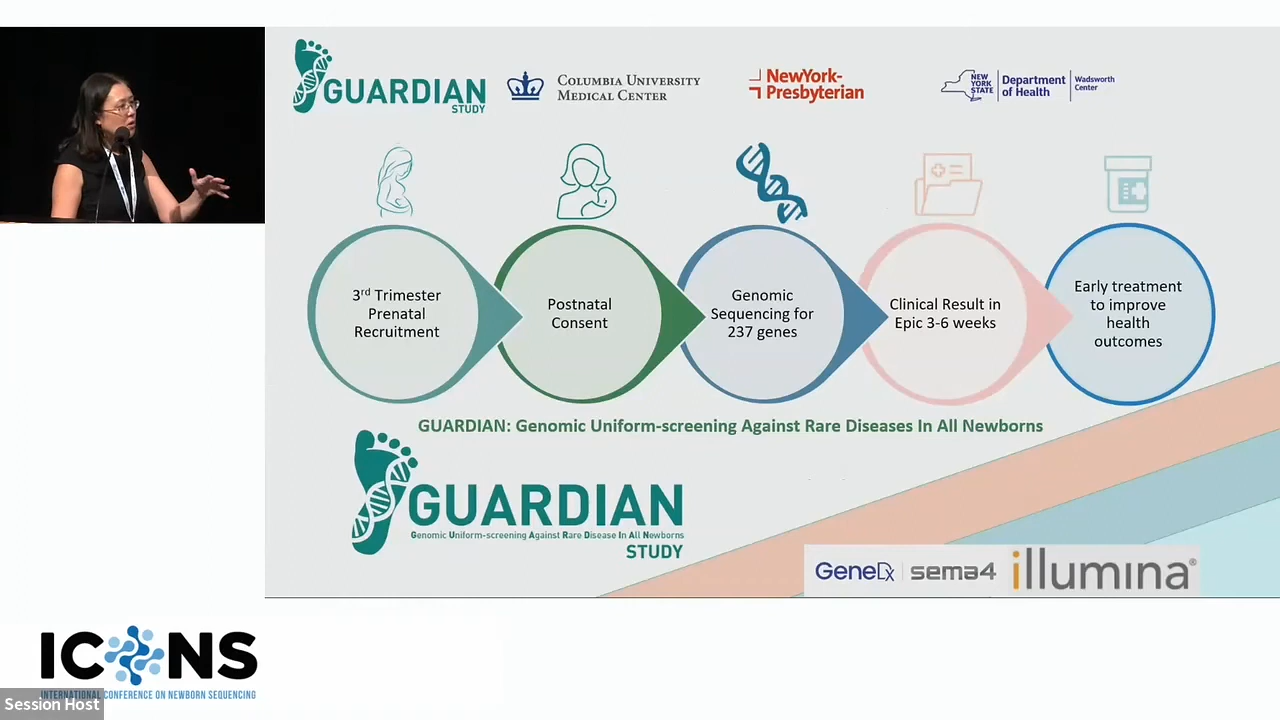 GUARDIAN
STUDY
COLUMBIA UNIVERSITY
MEDICAL CENTER
NewYork-
Presbyterian
NEW
YORK
STATE
Department
of Health
Wadsworth
Center
3rd Trimester
Prenatal
Recruitment
Postnatal
Consent
Genomic
Sequencing for
237 genes
Clinical Result in
Epic 3-6 weeks
Early treatment
to improve
health
outcomes
GUARDIAN: Genomic Uniform-screening Against Rare Diseases In All Newborns
GUARDIAN
Genomic Uniform-screening Against Rare Disease In All Newborns
STUDY
GeneDx
sema4
illumina®
ICONS
INTERNATIONAL CONFERENCE ON NEWBORN SEQUENCING
Session Host